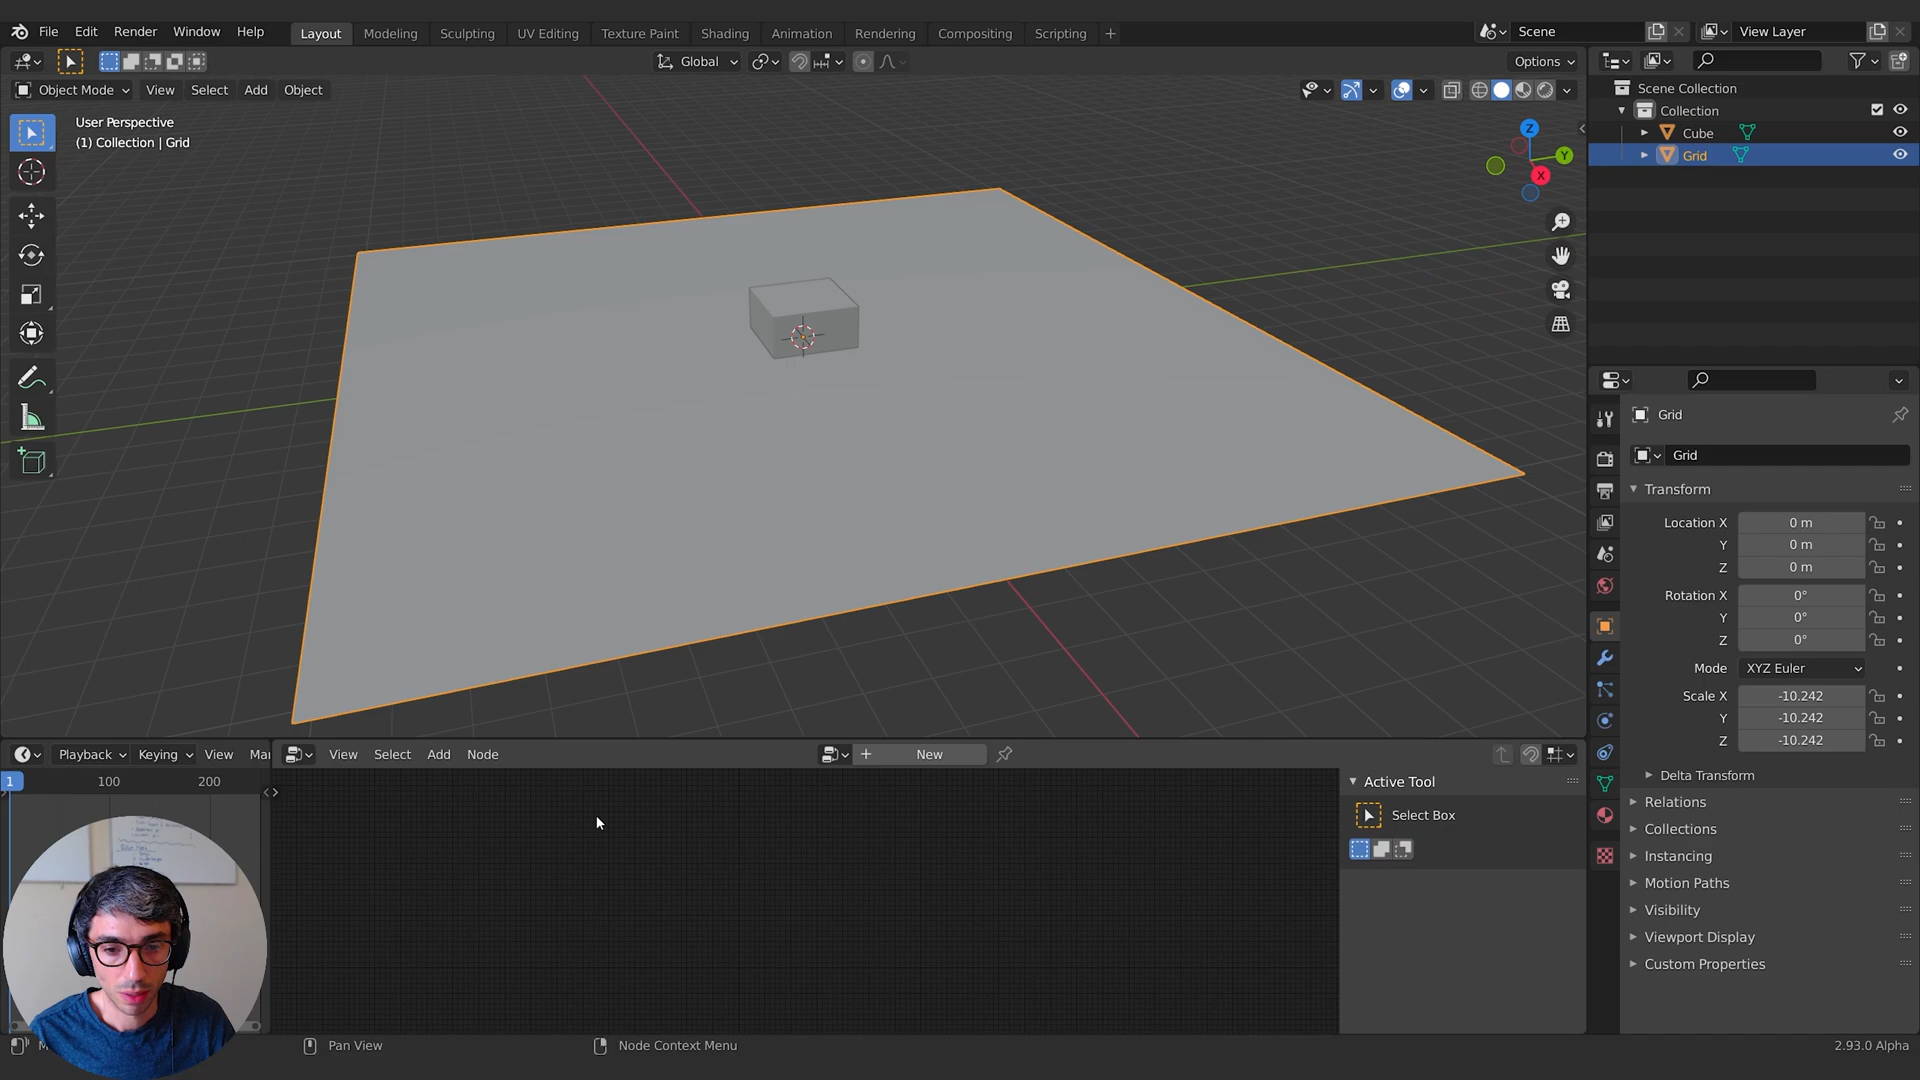 File Edit Render Window Help Layout Modeling Sculpting UV Editing Texture Paint Shading Animation Rendering Compositing Scripting + Scene View Layer
Global Options
Object Mode View Select Add Object
User Perspective
(1) Collection | Grid
Z
Y
X
Scene Collection
Collection
Cube
Grid
Grid
Grid
Transform
Location X 0 m
Y 0 m
Z 0 m
Rotation X 0°
Y 0°
Z 0°
Mode XYZ Euler
Scale X -10.242
Y -10.242
Z -10.242
Delta Transform
Relations
Collections
Instancing
Motion Paths
Visibility
Viewport Display
Custom Properties
Playback Keying View Mar
1 100 200
View Select Add Node + New
Active Tool
Select Box
Pan View Node Context Menu 2.93.0 Alpha